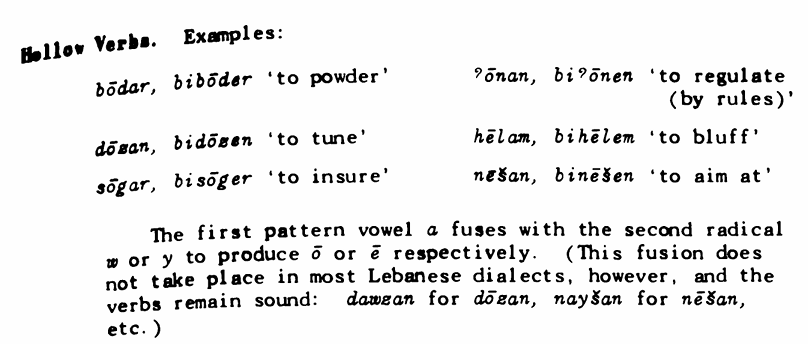 Hollow Verbs. Examples:
bōdar, bibōder 'to powder' ʔōnan, biʔōnen 'to regulate
(by rules)'
dōzan, bidōzen 'to tune' hēlam, bihēlem 'to bluff'
sōgar, bisōger 'to insure' nēšan, binēšen 'to aim at'
The first pattern vowel a fuses with the second radical
w or y to produce ō or ē respectively. (This fusion does
not take place in most Lebanese dialects, however, and the
verbs remain sound: dawzan for dōzan, nayšan for nēšan,
etc.)